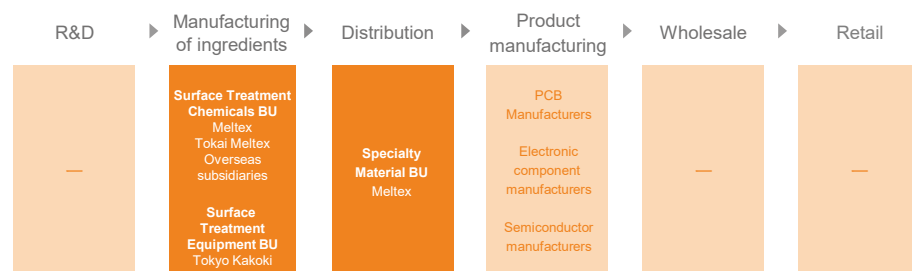 R&D
Manufacturing
of ingredients
Distribution
Product
manufacturing
Wholesale
Retail
—
Surface Treatment
Chemicals BU
Meltex
Tokai Meltex
Overseas
subsidiaries
Surface
Treatment
Equipment BU
Tokyo Kakoki
Specialty
Material BU
Meltex
PCB
Manufacturers
Electronic
component
manufacturers
Semiconductor
manufacturers
—
—